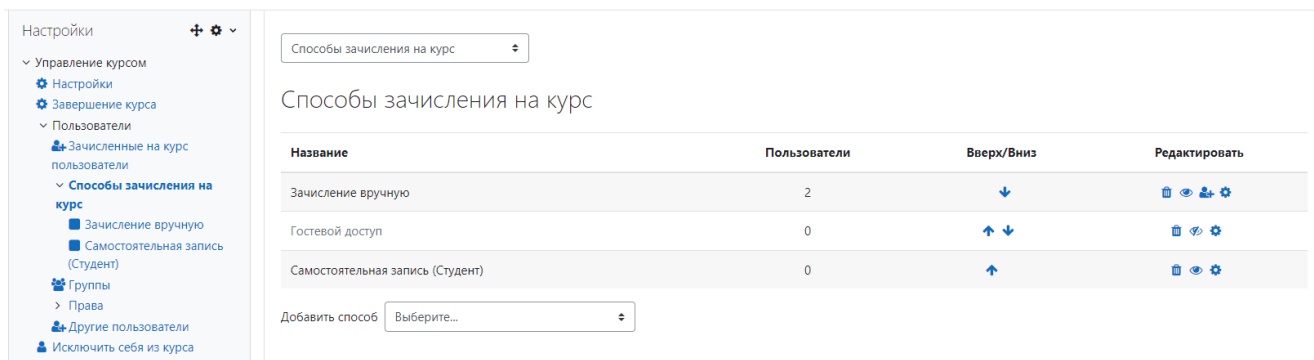 Настройки
Управление курсом
Настройки
Завершение курса
Пользователи
Зачисленные на курс
пользователи
Способы зачисления на
курс
Зачисление вручную
Самостоятельная запись
(Студент)
Группы
Права
Другие пользователи
Исключить себя из курса
Способы зачисления на курс
Способы зачисления на курс
Название Пользователи Вверх/Вниз Редактировать
Зачисление вручную 2
Гостевой доступ 0
Самостоятельная запись (Студент) 0
Добавить способ Выберите...